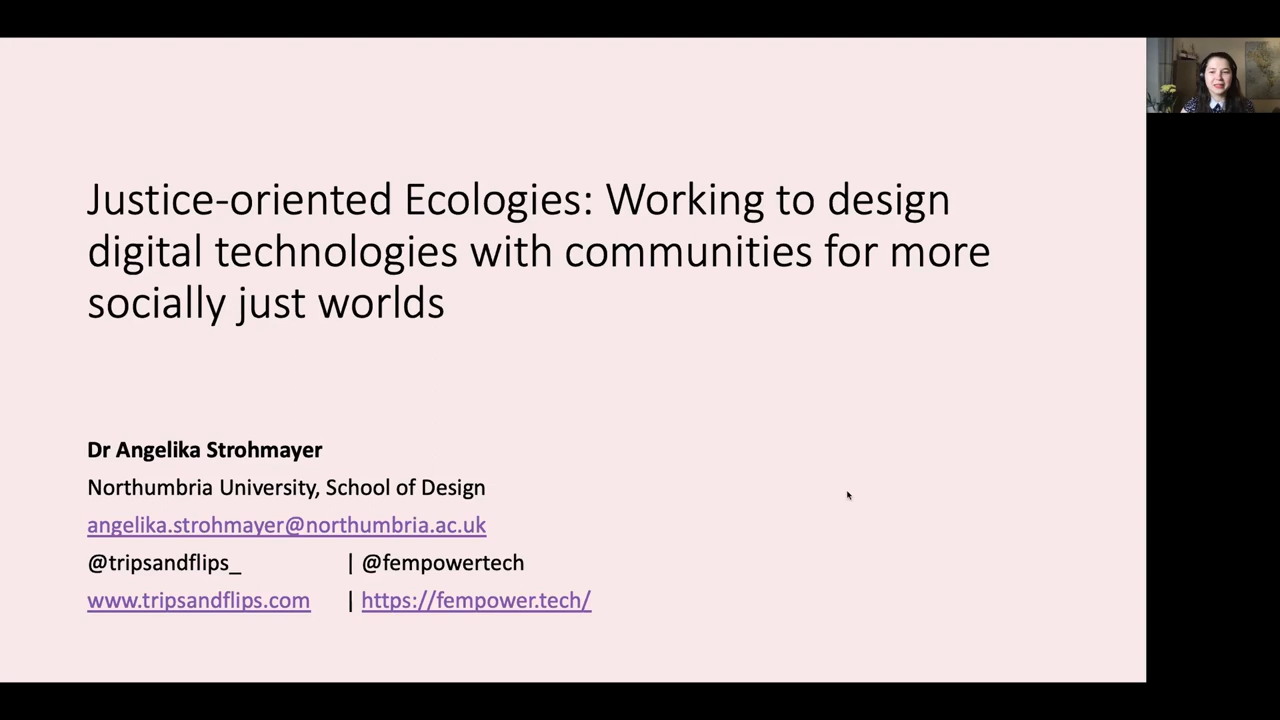 Justice-oriented Ecologies: Working to design
digital technologies with communities for more
socially just worlds
Dr Angelika Strohmayer
Northumbria University, School of Design
angelika.strohmayer@northumbria.ac.uk
@tripsandflips_ | @fempowertech
www.tripsandflips.com | https://fempower.tech/